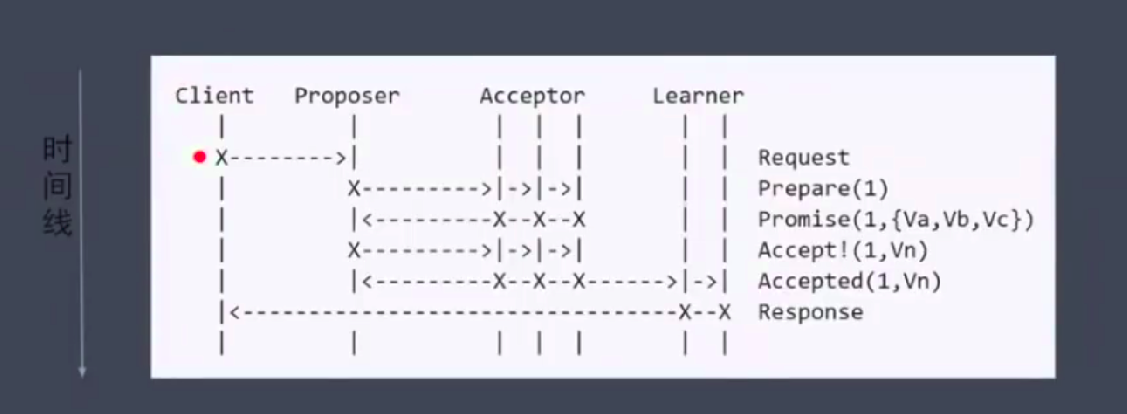 时间线
Client Proposer Acceptor Learner
| | | | | | |
X-------->| | | | | | Request
| X--------->|->|->| | | Prepare(1)
| |<---------X--X--X | | Promise(1,{Va,Vb,Vc})
| X--------->|->|->| | | Accept!(1,Vn)
| |<---------X--X--X------>|->| Accepted(1,Vn)
|<---------------------------------X--X Response
| | | | | | |